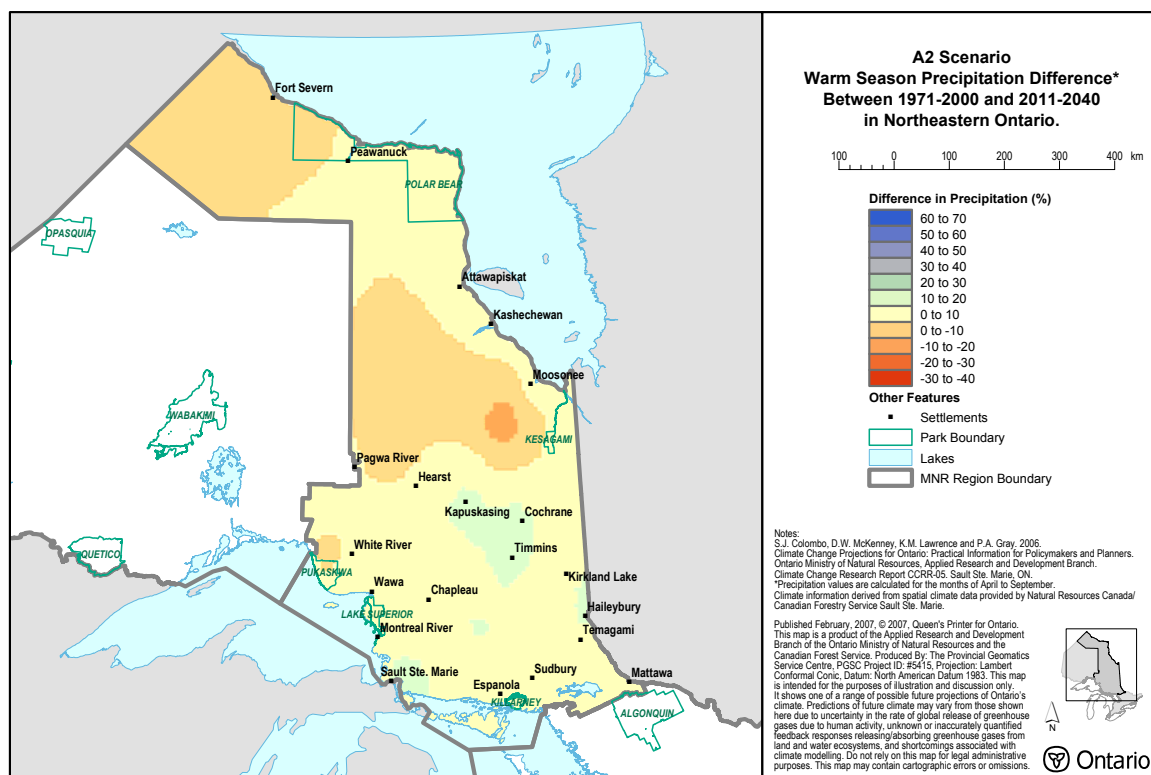 A2 Scenario
Warm Season Precipitation Difference*
Between 1971-2000 and 2011-2040
in Northeastern Ontario.
100 0 100 200 300 400 km
Difference in Precipitation (%)
60 to 70
50 to 60
40 to 50
30 to 40
20 to 30
10 to 20
0 to 10
0 to -10
-10 to -20
-20 to -30
-30 to -40
Other Features
Settlements
Park Boundary
Lakes
MNR Region Boundary
Notes:
S.J. Colombo, D.W. McKenney, K.M. Lawrence and P.A. Gray. 2006.
Climate Change Projections for Ontario: Practical Information for Policymakers and Planners.
Ontario Ministry of Natural Resources, Applied Research and Development Branch.
Climate Change Research Report CCRR-05. Sault Ste. Marie, ON.
*Precipitation values are calculated for the months of April to September.
Climate information derived from spatial climate data provided by Natural Resources Canada/
Canadian Forestry Service Sault Ste. Marie.
Published February, 2007, © 2007, Queen's Printer for Ontario.
This map is a product of the Applied Research and Development
Branch of the Ontario Ministry of Natural Resources and the
Canadian Forest Service. Produced By: The Provincial Geomatics
Service Centre, PGSC Project ID: #5415, Projection: Lambert
Conformal Conic, Datum: North American Datum 1983. This map
is intended for the purposes of illustration and discussion only.
It shows one of a range of possible future projections of Ontario's
climate. Predictions of future climate may vary from those shown
here due to uncertainty in the rate of global release of greenhouse
gases due to human activity, unknown or inaccurately quantified
feedback responses releasing/absorbing greenhouse gases from
land and water ecosystems, and shortcomings associated with
climate modelling. Do not rely on this map for legal administrative
purposes. This map may contain cartographic errors or omissions.
N
Ontario
Fort Severn
Peawanuck
POLAR BEAR
OPASQUIA
Attawapiskat
Kashechewan
Moosonee
WABAKIMI
KESAGAMI
Pagwa River
Hearst
Kapuskasing
Cochrane
QUETICO
White River
Timmins
PUKASKWA
Kirkland Lake
Wawa
Chapleau
LAKE SUPERIOR
Haileybury
Montreal River
Temagami
Sault Ste. Marie
Sudbury
Mattawa
Espanola
KILLARNEY
ALGONQUIN